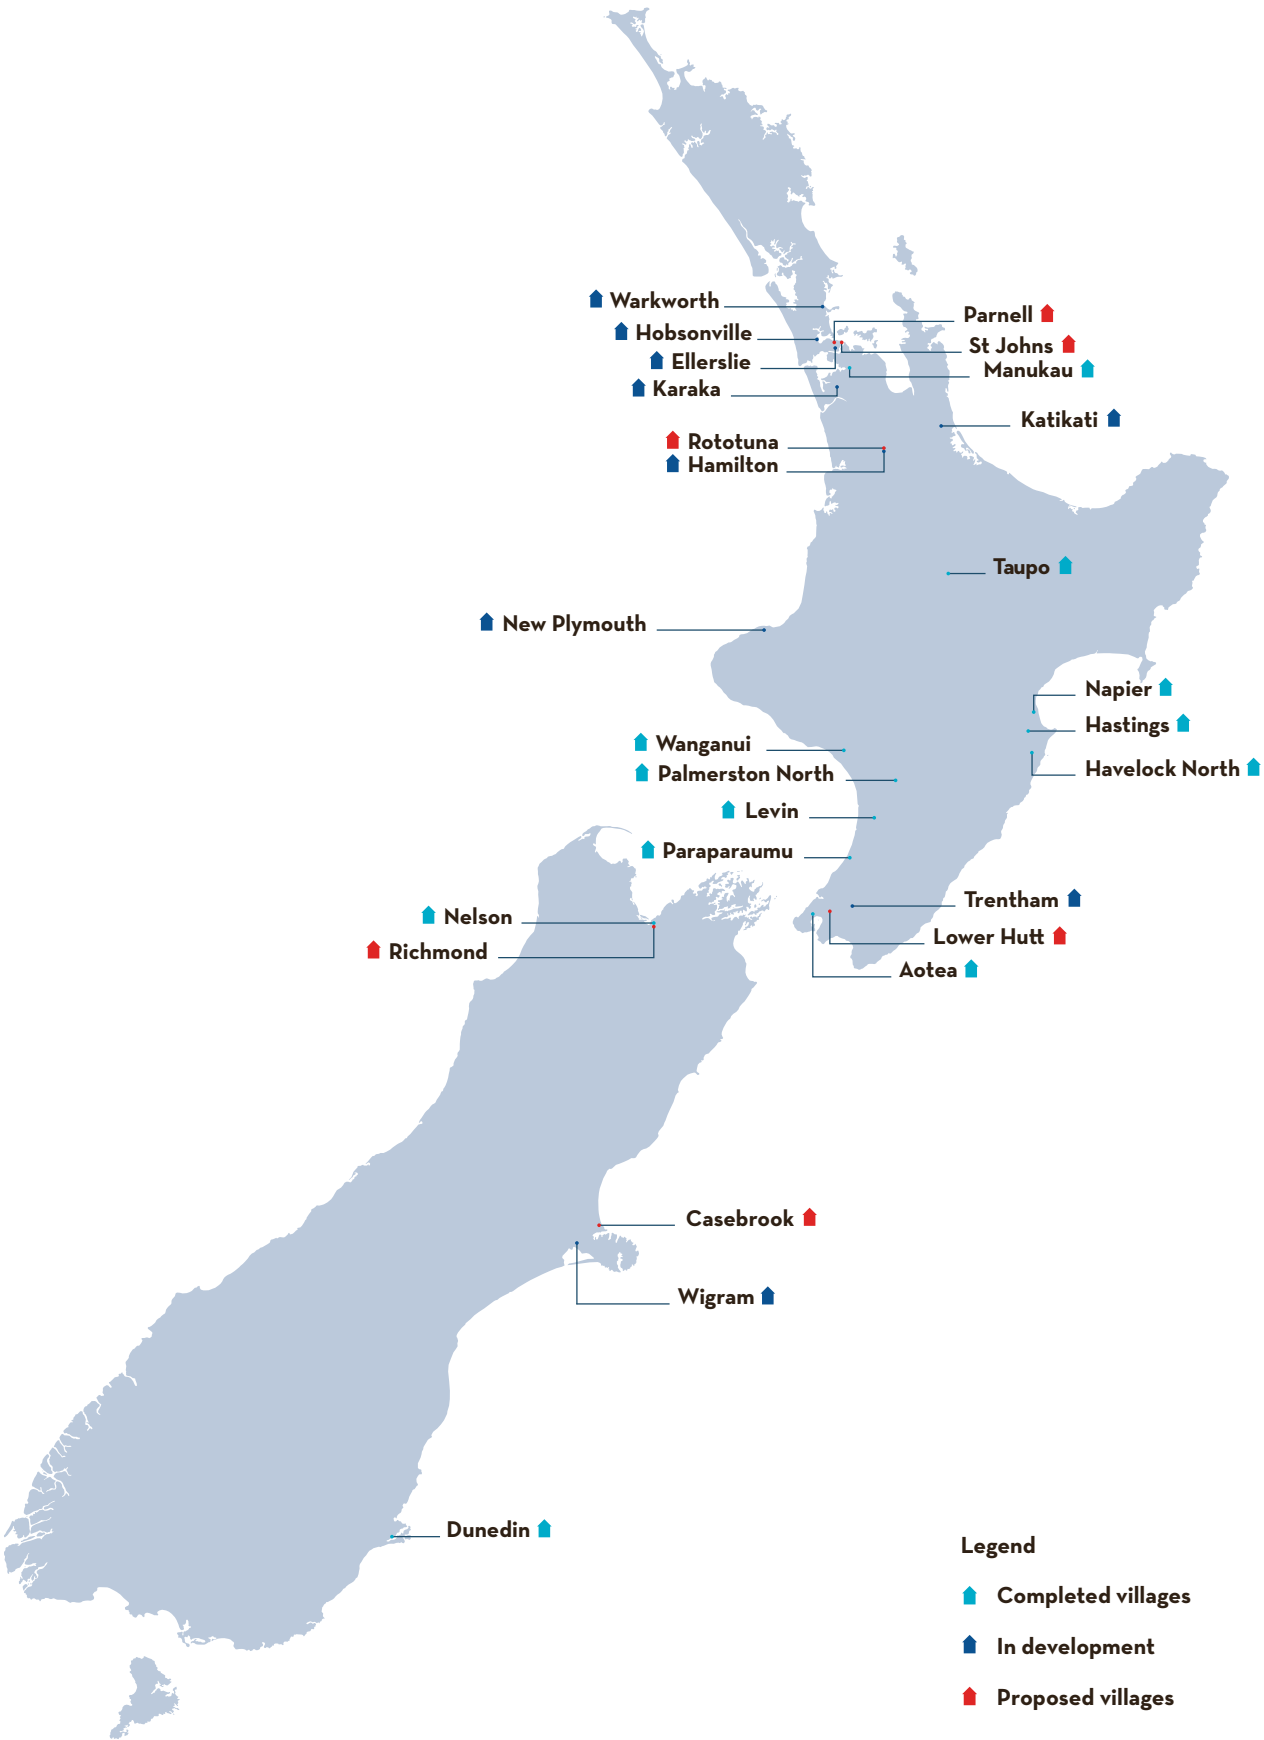 Warkworth
Parnell
Hobsonville
St Johns
Ellerslie
Manukau
Karaka
Katikati
Rototuna
Hamilton
Taupo
New Plymouth
Napier
Hastings
Wanganui
Havelock North
Palmerston North
Levin
Paraparaumu
Trentham
Nelson
Lower Hutt
Richmond
Aotea
Casebrook
Wigram
Dunedin
Legend
Completed villages
In development
Proposed villages